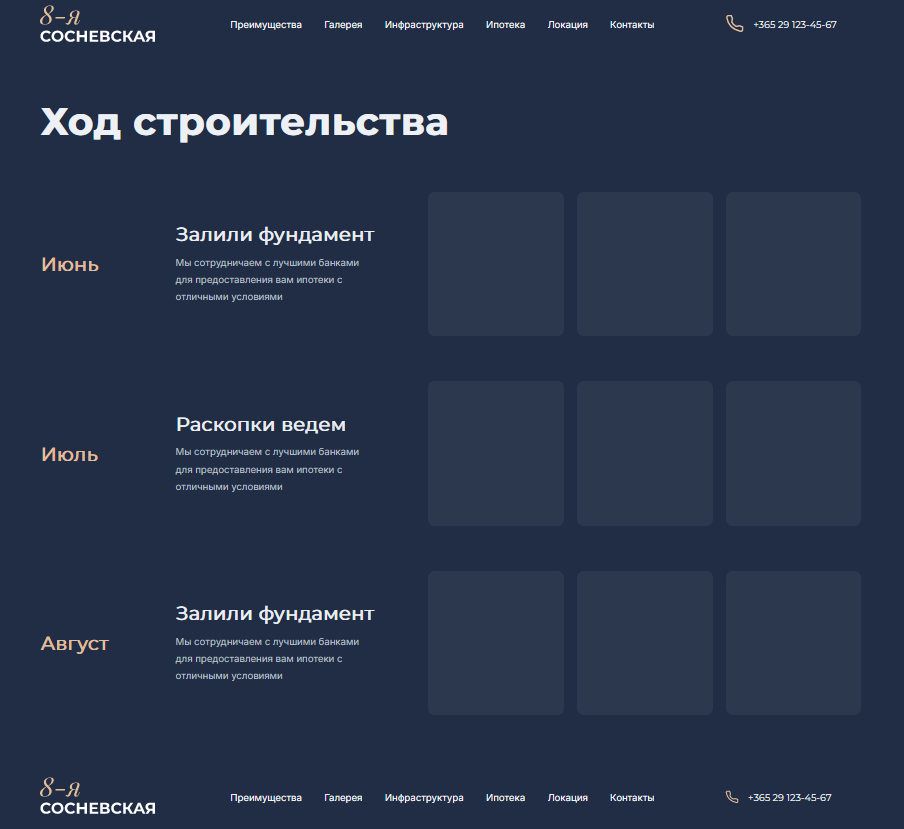 8-я
СОСНЕВСКАЯ
Преимущества Галерея Инфраструктура Ипотека Локация Контакты +365 29 123-45-67
Ход строительства
Июнь
Залили фундамент
Мы сотрудничаем с лучшими банками
для предоставления вам ипотеки с
отличными условиями
Июль
Раскопки ведем
Мы сотрудничаем с лучшими банками
для предоставления вам ипотеки с
отличными условиями
Август
Залили фундамент
Мы сотрудничаем с лучшими банками
для предоставления вам ипотеки с
отличными условиями
8-я
СОСНЕВСКАЯ
Преимущества Галерея Инфраструктура Ипотека Локация Контакты +365 29 123-45-67